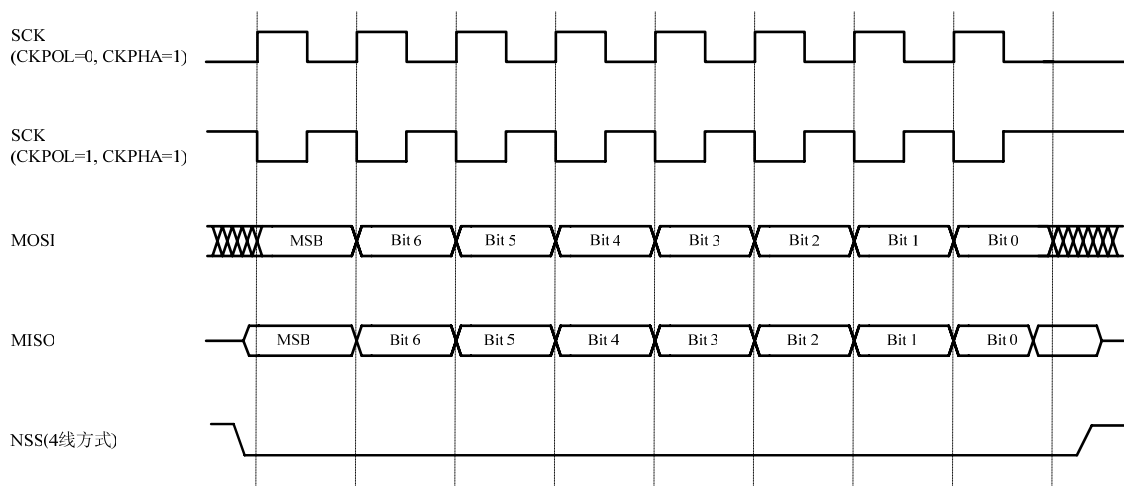 SCK
(CKPOL=0, CKPHA=1)
SCK
(CKPOL=1, CKPHA=1)
MOSI
MSB
Bit 6
Bit 5
Bit 4
Bit 3
Bit 2
Bit 1
Bit 0
MISO
MSB
Bit 6
Bit 5
Bit 4
Bit 3
Bit 2
Bit 1
Bit 0
NSS(4线方式)